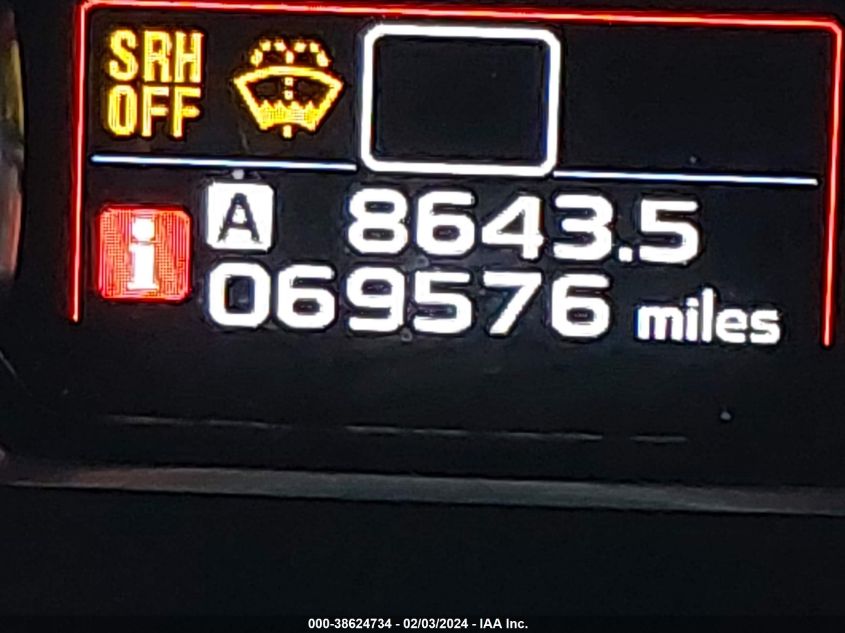 SRH
OFF
i
A 8643.5
069576 miles
000-38624734 - 02/03/2024 - IAA Inc.